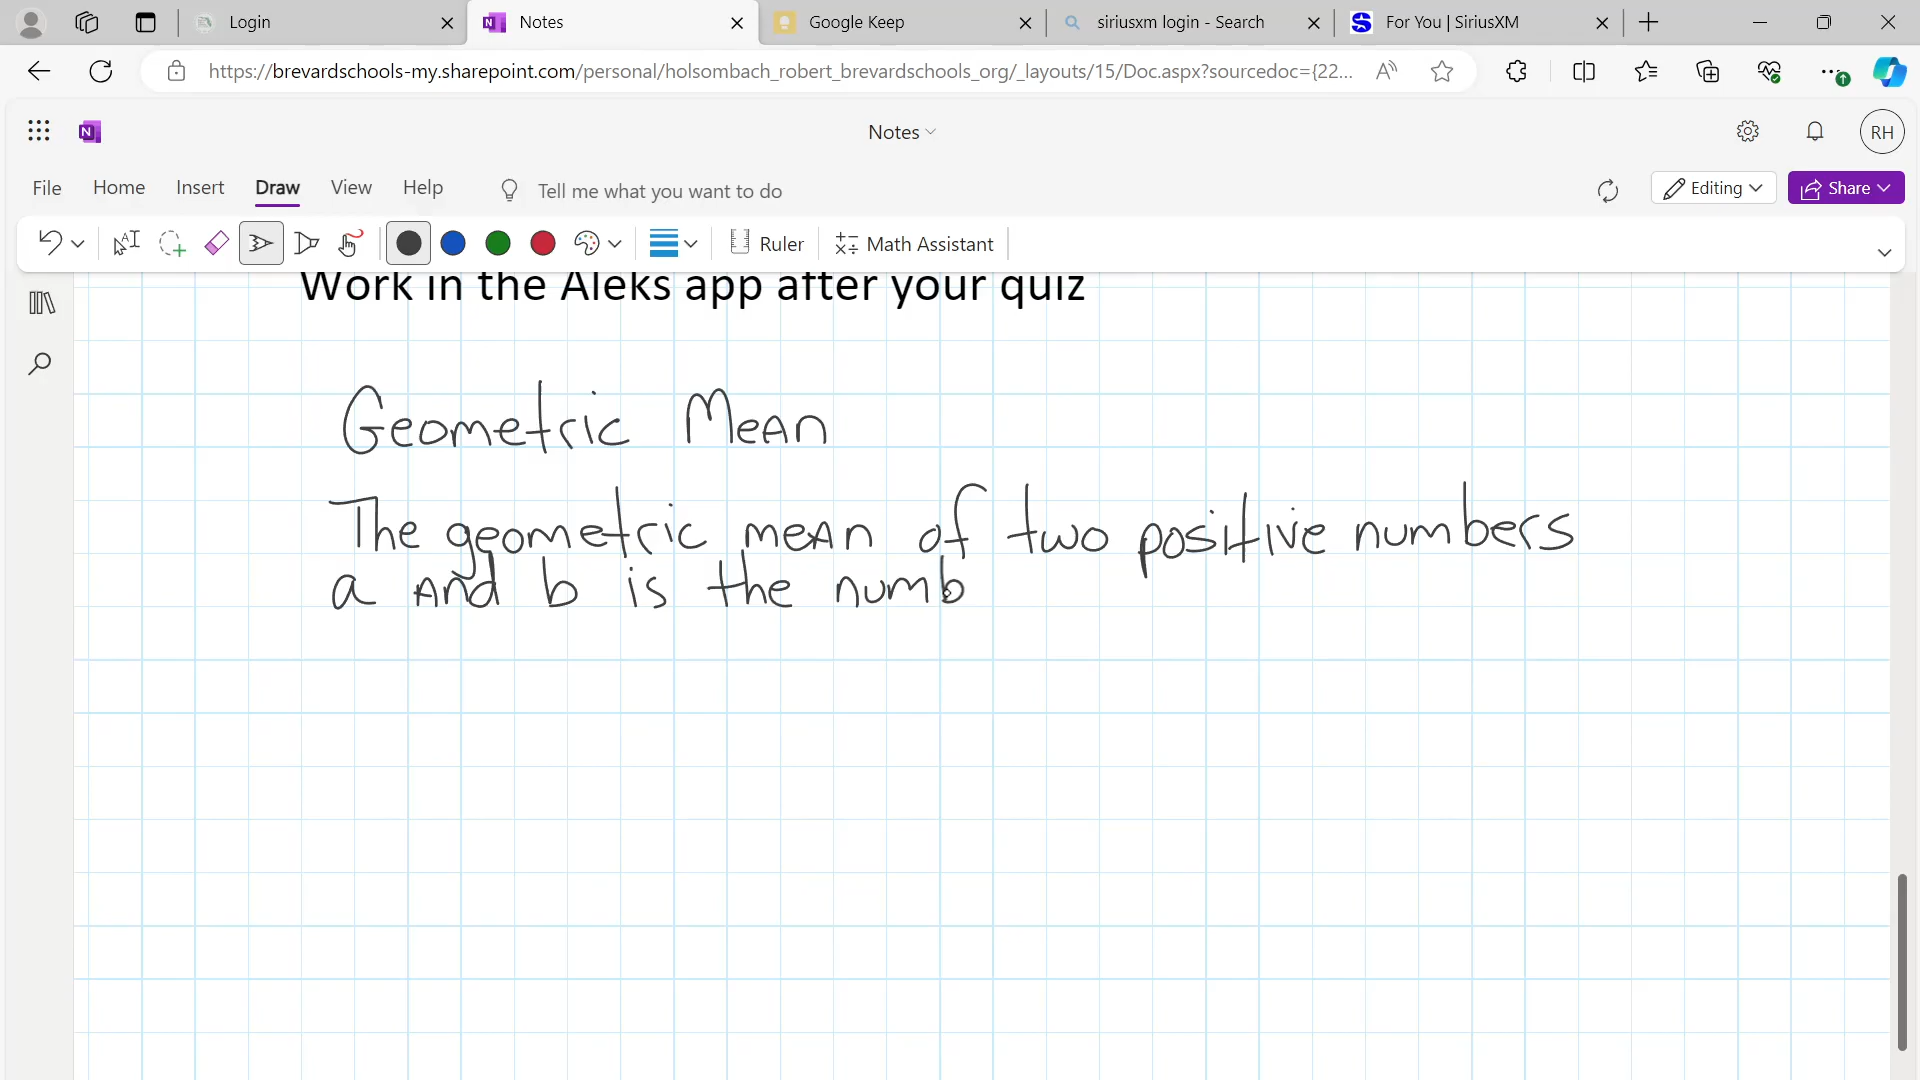 Login
Notes
Google Keep
siriusxm login - Search
For You | SiriusXM
https://brevardschools-my.sharepoint.com/personal/holsombach_robert_brevardschools_org/_layouts/15/Doc.aspx?sourcedoc={22...
Notes
RH
File Home Insert Draw View Help
Tell me what you want to do
Editing
Share
Ruler
Math Assistant
Work in the Aleks app after your quiz
Geometric Mean
The geometric mean of two positive numbers
a and b is the numb